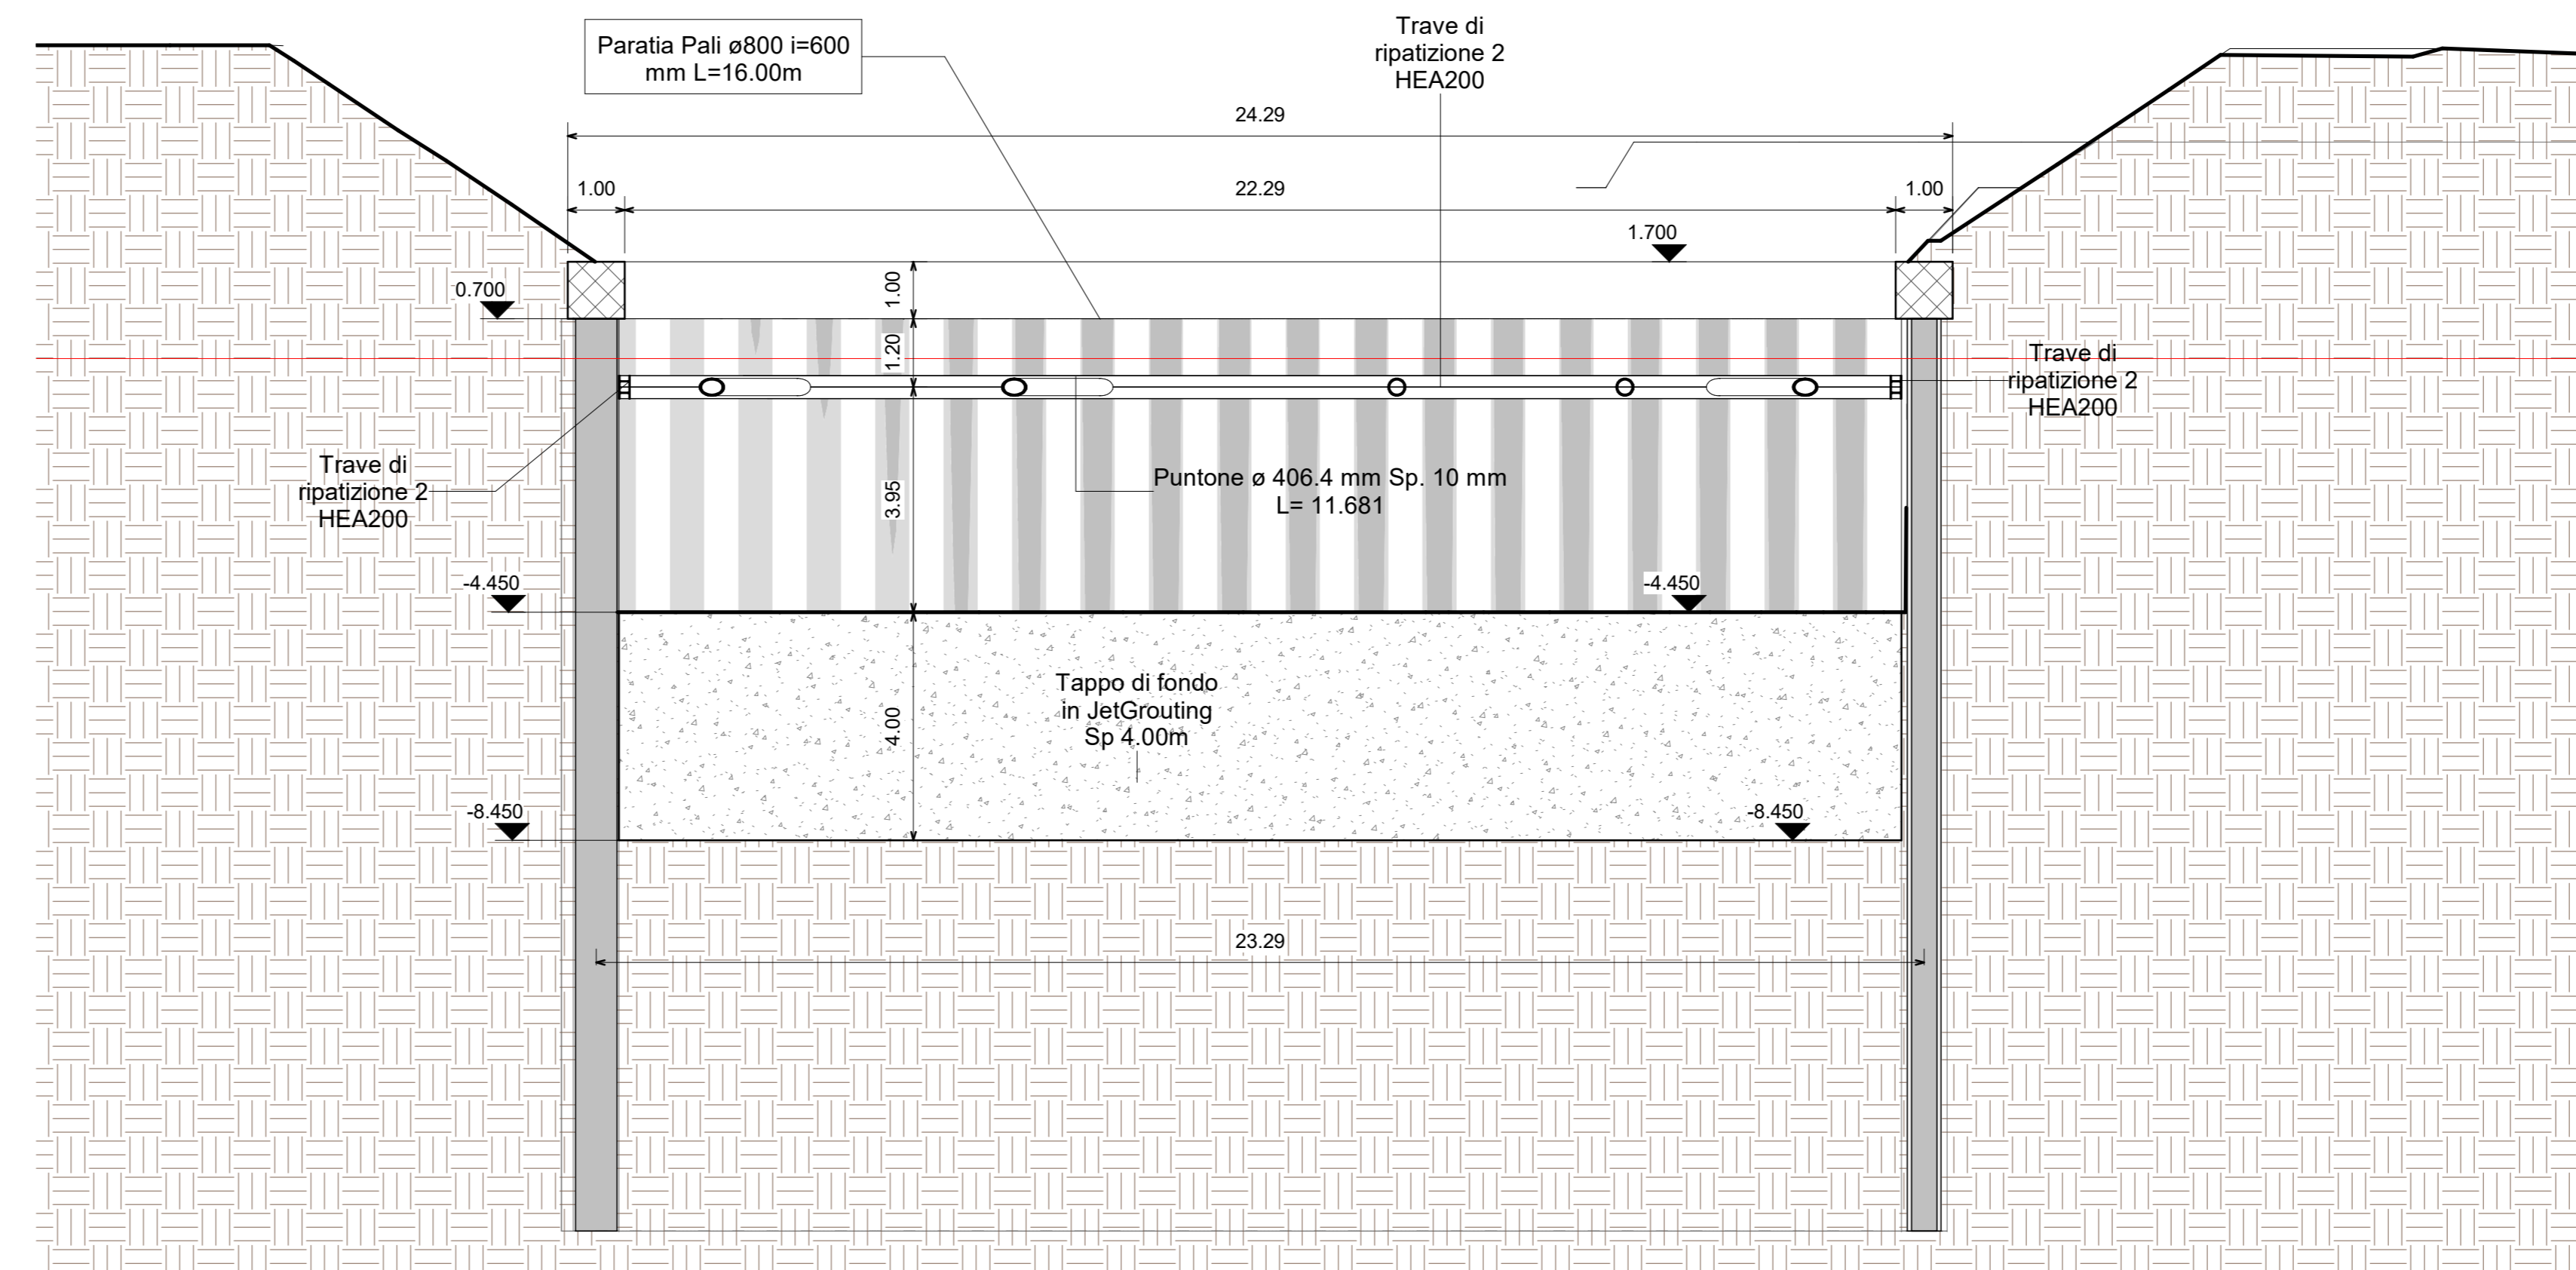 Paratia Pali ø800 i=600
mm L=16.00m
Trave di
ripatizione 2
HEA200
24.29
1.00
22.29
1.00
1.700
0.700
1.00
1.20
Trave di
ripatizione 2
HEA200
Trave di
ripatizione 2
HEA200
3.95
Puntone ø 406.4 mm Sp. 10 mm
L= 11.681
-4.450
-4.450
Tappo di fondo
in JetGrouting
Sp 4.00m
4.00
-8.450
-8.450
23.29